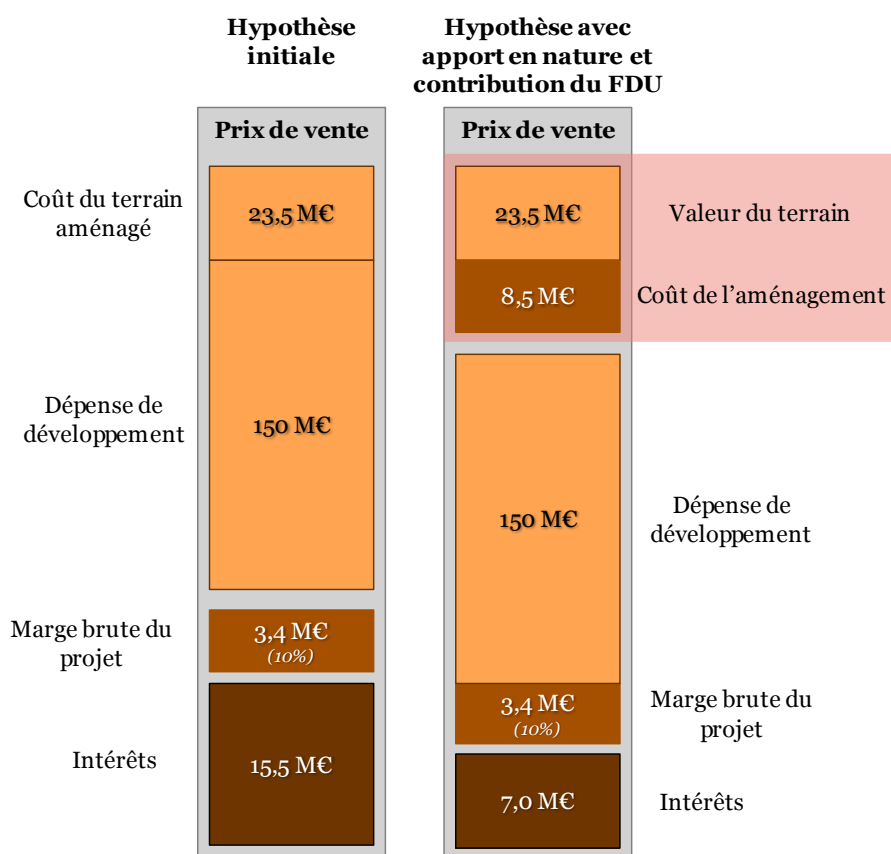 Hypothèse
initiale
Hypothèse avec
apport en nature et
contribution du FDU
Prix de vente
Prix de vente
Coût du terrain
aménagé
23,5 M€
23,5 M€
Valeur du terrain
8,5 M€
Coût de l’aménagement
Dépense de
développement
150 M€
150 M€
Dépense de
développement
Marge brute du
projet
3,4 M€
(10%)
3,4 M€
(10%)
Marge brute du
projet
Intérêts
15,5 M€
7,0 M€
Intérêts